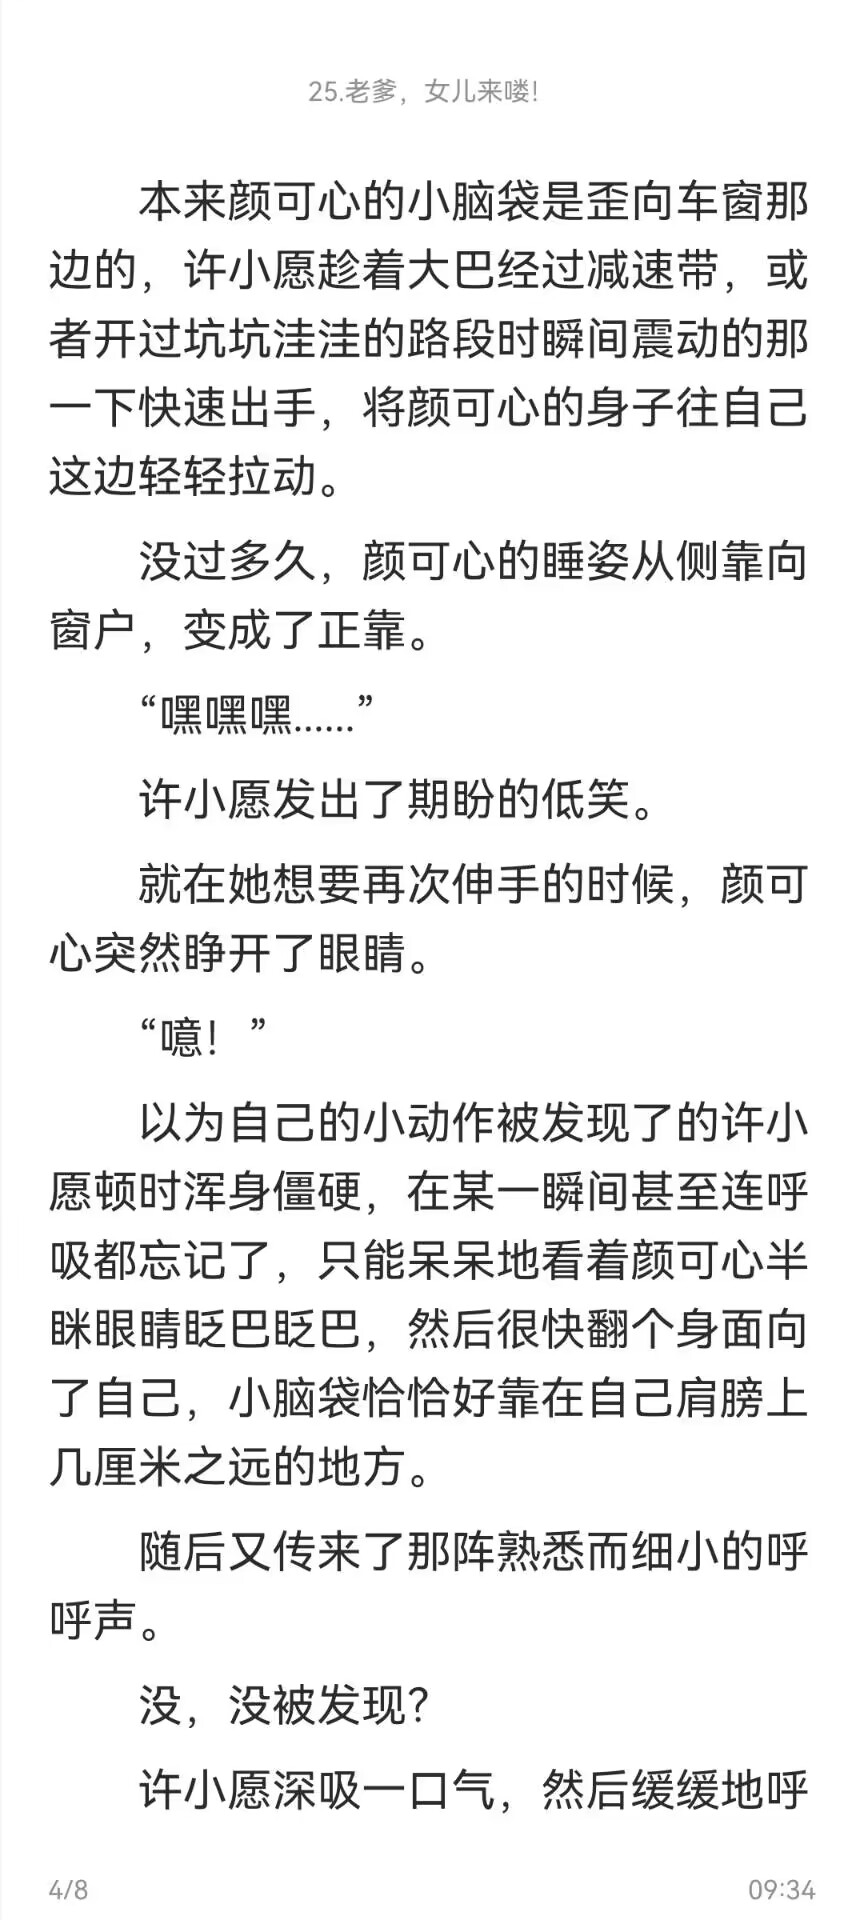 25.老爹，女儿来喽!
本来颜可心的小脑袋是歪向车窗那
边的，许小愿趁着大巴经过减速带，或
者开过坑坑洼洼的路段时瞬间震动的那
一下快速出手，将颜可心的身子往自己
这边轻轻拉动。
没过多久，颜可心的睡姿从侧靠向
窗户，变成了正靠。
“嘿嘿嘿......”
许小愿发出了期盼的低笑。
就在她想要再次伸手的时候，颜可
心突然睁开了眼睛。
“噫！”
以为自己的小动作被发现了的许小
愿顿时浑身僵硬，在某一瞬间甚至连呼
吸都忘记了，只能呆呆地看着颜可心半
眯眼睛眨巴眨巴，然后很快翻个身面向
了自己，小脑袋恰恰好靠在自己肩膀上
几厘米之远的地方。
随后又传来了那阵熟悉而细小的呼
呼声。
没，没被发现？
许小愿深吸一口气，然后缓缓地呼
4/8
09:34